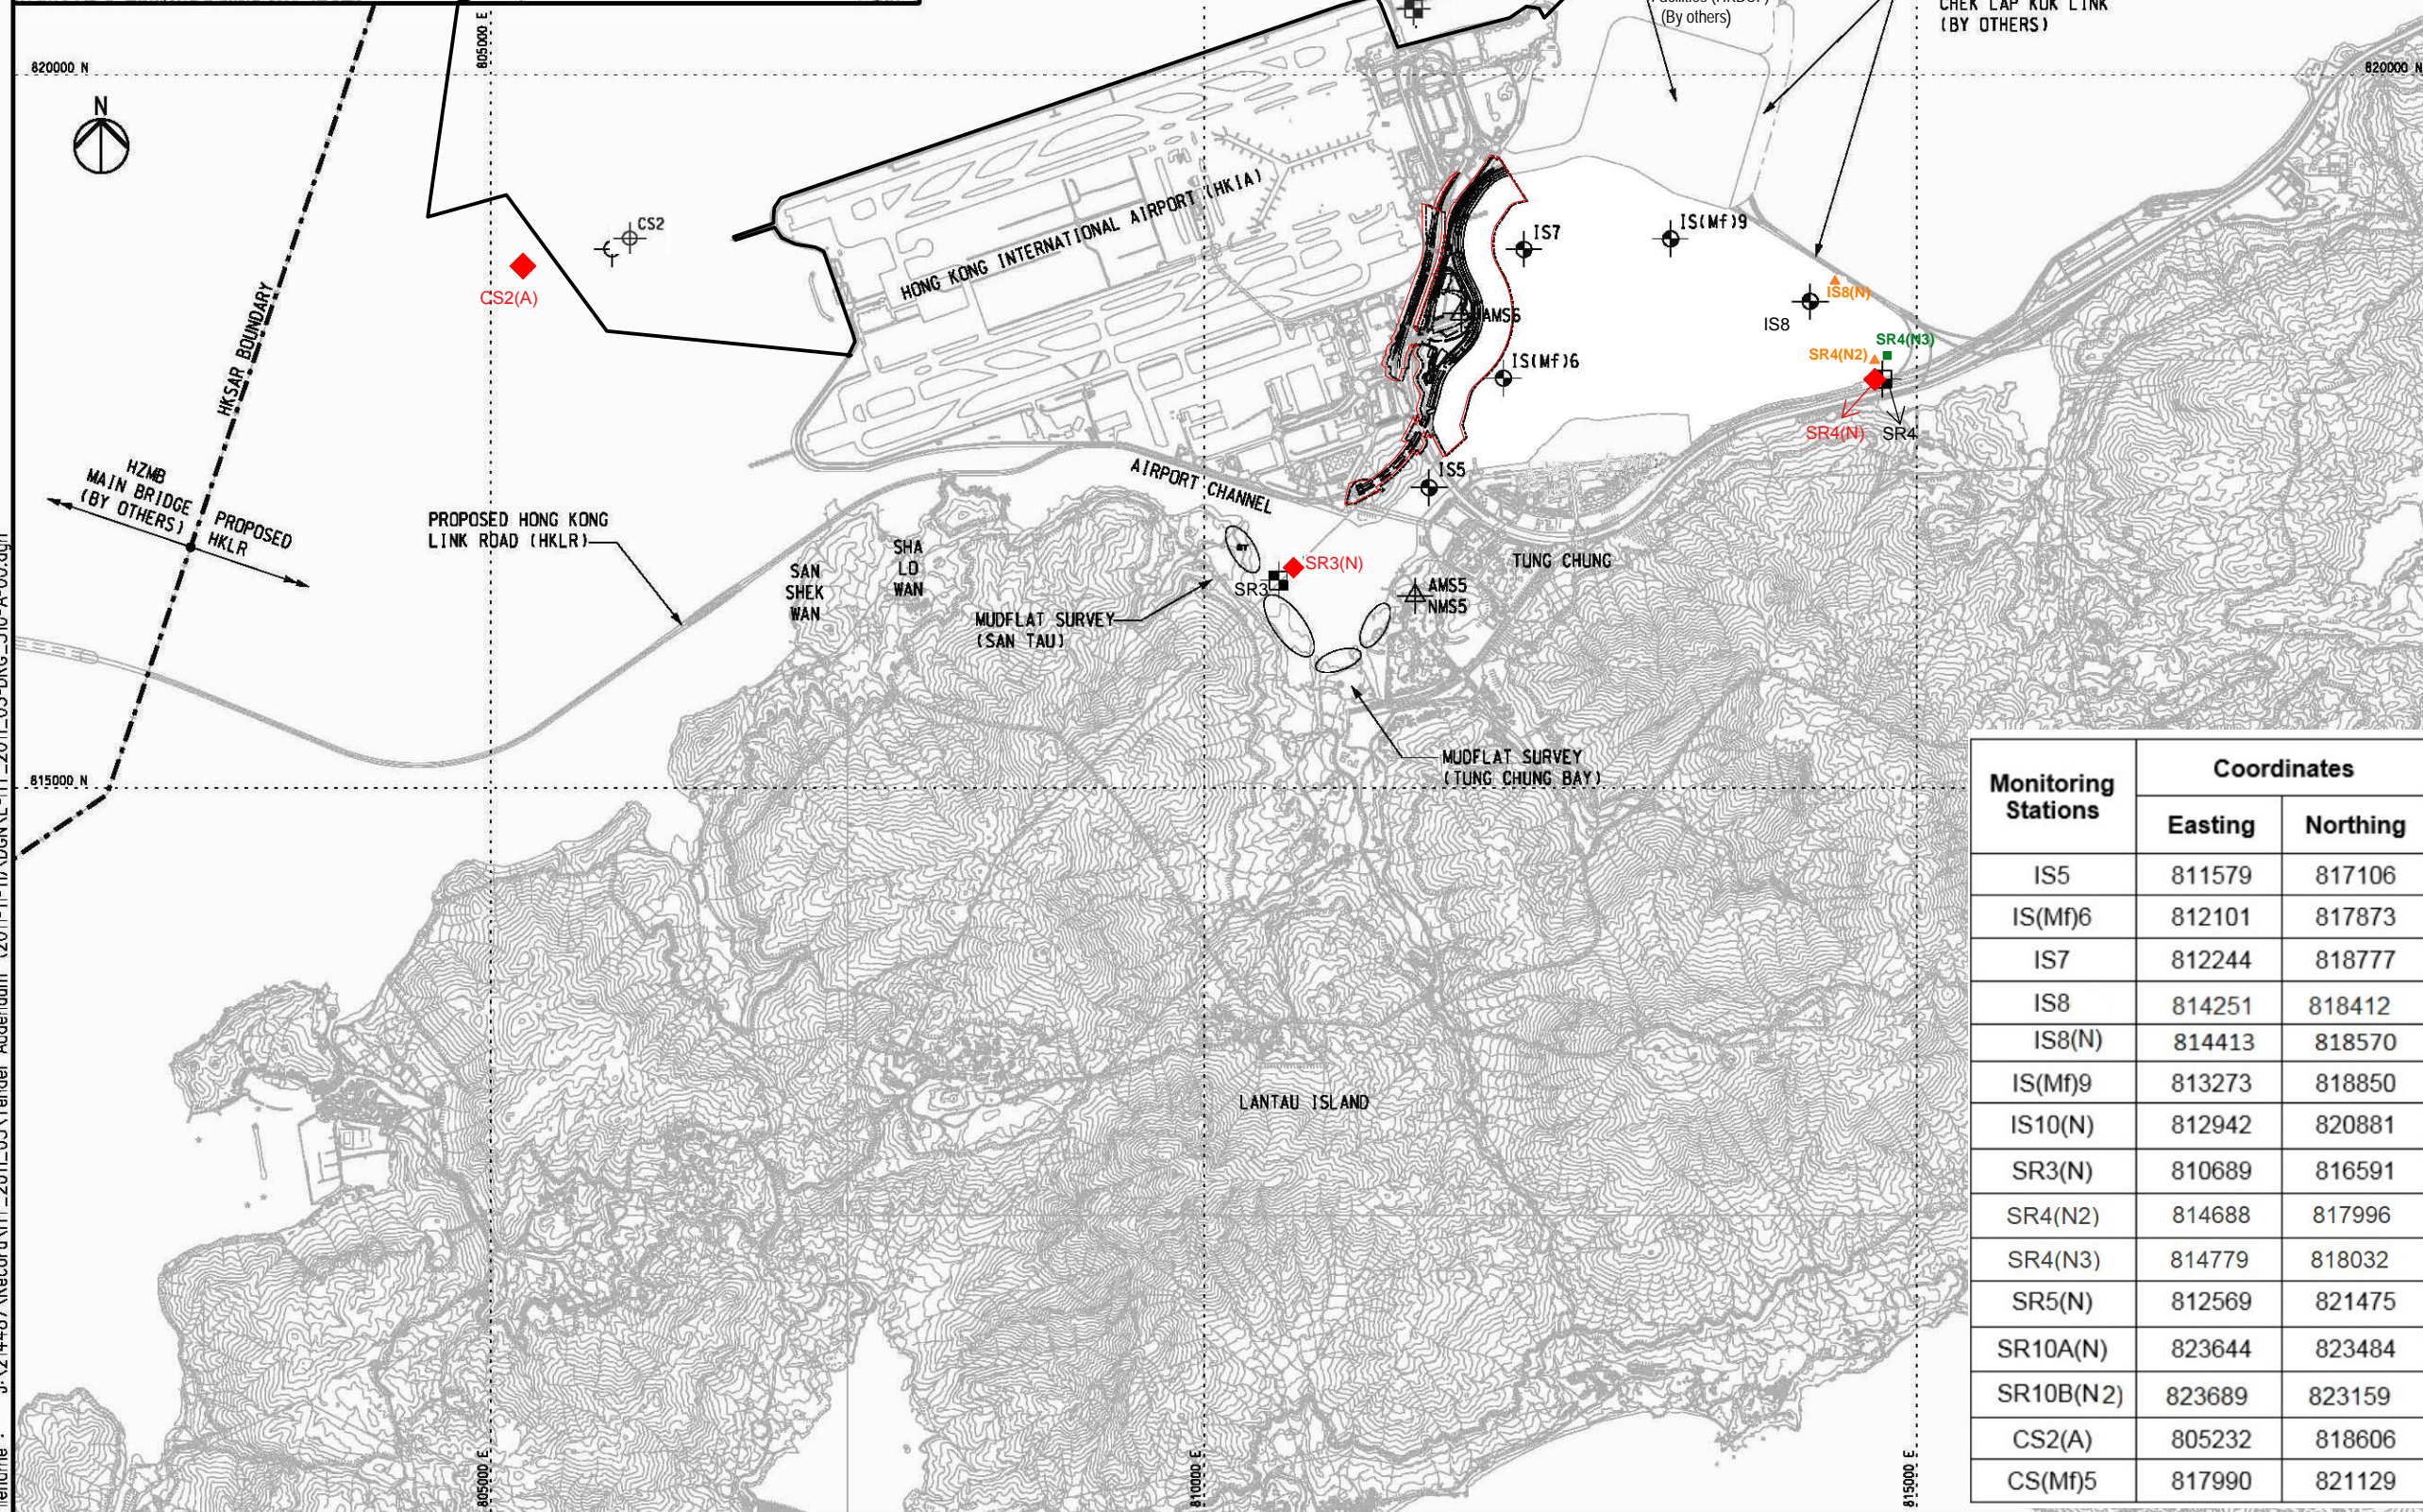 (By others)
CHEK LAP KOK LINK
(BY OTHERS)
805000 E
820000 N
820000 N
N
HONG KONG INTERNATIONAL AIRPORT (HKIA)
CS2
CS2(A)
HKSAR BOUNDARY
IS7
IS(Mf)9
IS8(N)
IS8
AMS6
SR4(N3)
SR4(N2)
IS(Mf)6
SR4(N)
SR4
HZMB
MAIN BRIDGE
(BY OTHERS)
PROPOSED
HKLR
PROPOSED HONG KONG
LINK ROAD (HKLR)
AIRPORT CHANNEL
IS5
SAN
SHEK
WAN
SHA
LO
WAN
TUNG CHUNG
SR3(N)
SR3
AMS5
NMS5
MUDFLAT SURVEY
(SAN TAU)
MUDFLAT SURVEY
(TUNG CHUNG BAY)
815000 N
LANTAU ISLAND
805000 E
810000 E
815000 E
Monitoring
Stations
Coordinates
Easting Northing
IS5 811579 817106
IS(Mf)6 812101 817873
IS7 812244 818777
IS8 814251 818412
IS8(N) 814413 818570
IS(Mf)9 813273 818850
IS10(N) 812942 820881
SR3(N) 810689 816591
SR4(N2) 814688 817996
SR4(N3) 814779 818032
SR5(N) 812569 821475
SR10A(N) 823644 823484
SR10B(N2) 823689 823159
CS2(A) 805232 818606
CS(Mf)5 817990 821129